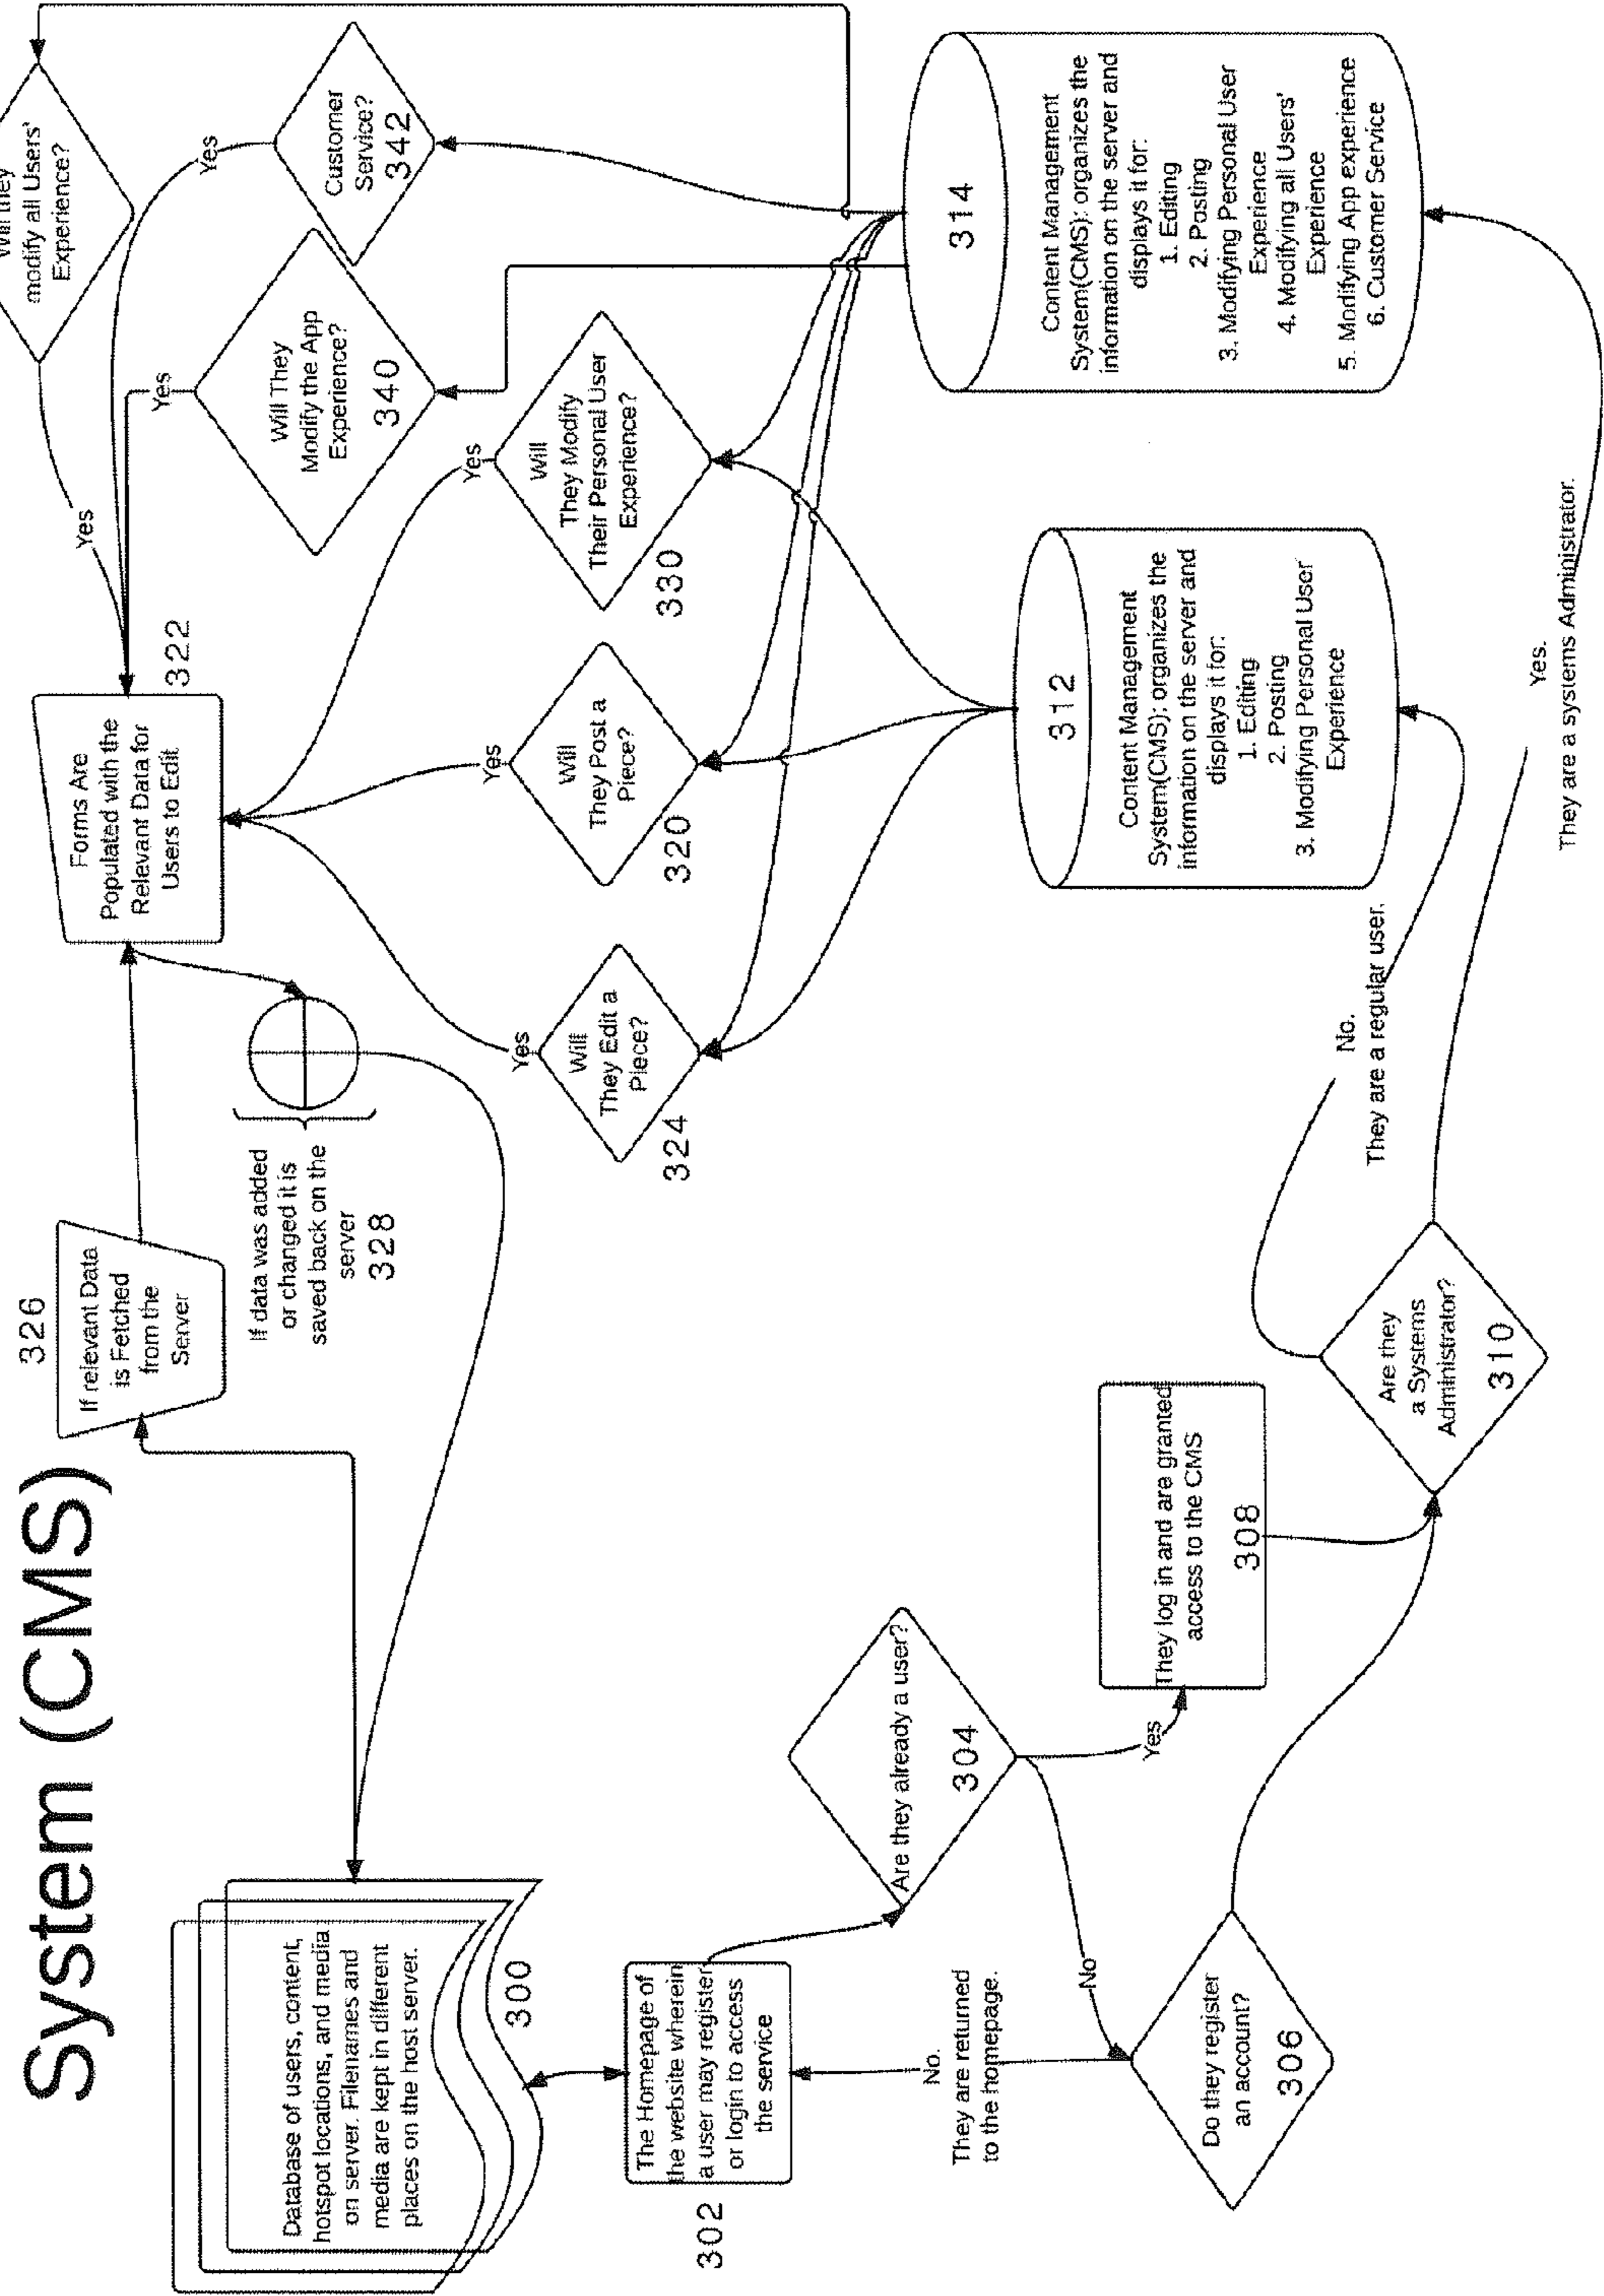 System (CMS)
326
If relevant Data
is Fetched
from the
Server
Database of users, content,
hotspot locations, and media
on server. Filenames and
media are kept in different
places on the host server.
300
If data was added
or changed it is
saved back on the
server
328
Forms Are
Populated with the
Relevant Data for
Users to Edit
322
Will they
modify all Users'
Experience?
Yes
Yes
Yes
Will They
Modify the App
Experience?
340
Customer
Service?
342
Yes
Will
They Edit a
Piece?
324
Yes
Will
They Post a
Piece?
320
Yes
Will
They Modify
Their Personal User
Experience?
330
The Homepage of
the website wherein
a user may register
or login to access
the service
302
Are they already a user?
304
No.
They are returned
to the homepage.
No
Yes
Do they register
an account?
306
They log in and are granted
access to the CMS
308
Are they
a Systems
Administrator?
310
No.
They are a regular user.
Yes.
They are a systems Administrator.
312
Content Management
System(CMS): organizes the
information on the server and
displays it for:
1. Editing
2. Posting
3. Modifying Personal User
Experience
314
Content Management
System(CMS): organizes the
information on the server and
displays it for:
1. Editing
2. Posting
3. Modifying Personal User
Experience
4. Modifying all Users'
Experience
5. Modifying App experience
6. Customer Service